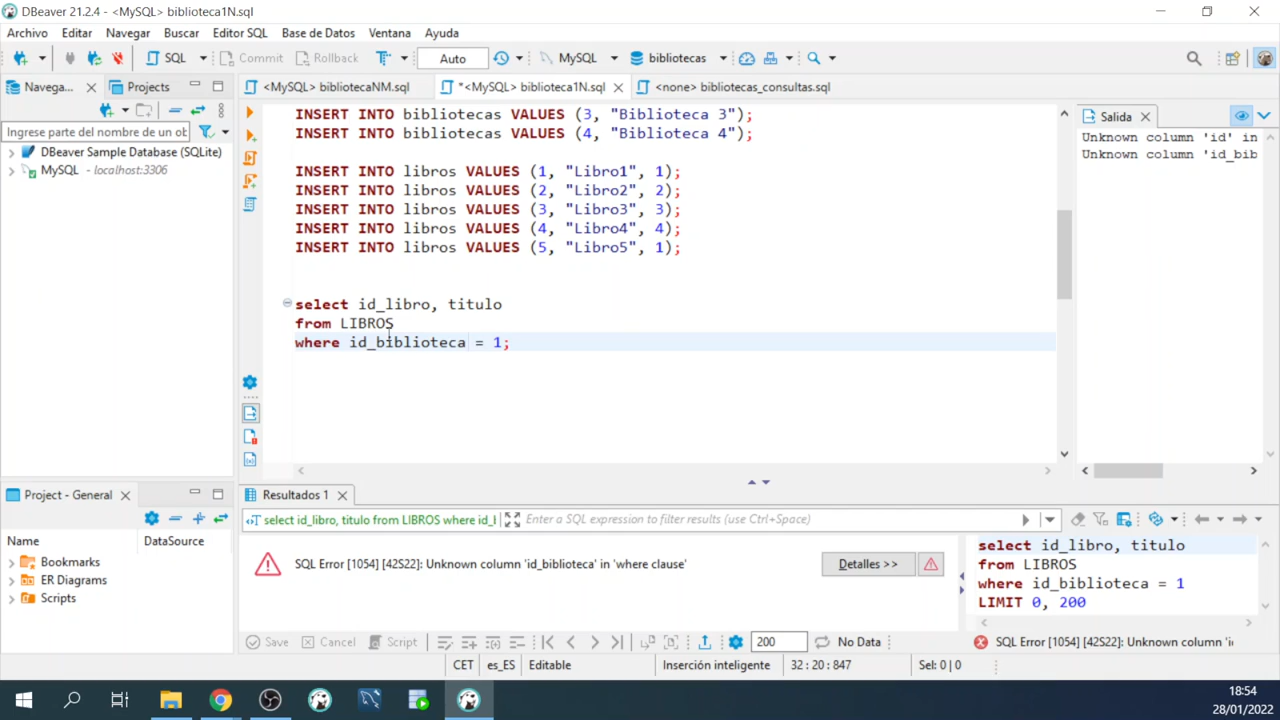 DBeaver 21.2.4 - <MySQL> biblioteca1N.sql
Archivo Editar Navegar Buscar Editor SQL Base de Datos Ventana Ayuda
SQL Commit Rollback Auto MySQL bibliotecas
Navega... Projects <MySQL> bibliotecaNM.sql *<MySQL> biblioteca1N.sql <none> bibliotecas_consultas.sql
Ingrese parte del nombre de un ob
DBeaver Sample Database (SQLite)
MySQL - localhost:3306
INSERT INTO bibliotecas VALUES (3, "Biblioteca 3");
INSERT INTO bibliotecas VALUES (4, "Biblioteca 4");
INSERT INTO libros VALUES (1, "Libro1", 1);
INSERT INTO libros VALUES (2, "Libro2", 2);
INSERT INTO libros VALUES (3, "Libro3", 3);
INSERT INTO libros VALUES (4, "Libro4", 4);
INSERT INTO libros VALUES (5, "Libro5", 1);
select id_libro, titulo
from LIBROS
where id_biblioteca = 1;
Salida
Unknown column 'id' in
Unknown column 'id_bib
Project - General
Name DataSource
Bookmarks
ER Diagrams
Scripts
Resultados 1
select id_libro, titulo from LIBROS where id_l Enter a SQL expression to filter results (use Ctrl+Space)
SQL Error [1054] [42S22]: Unknown column 'id_biblioteca' in 'where clause' Detalles >>
select id_libro, titulo
from LIBROS
where id_biblioteca = 1
LIMIT 0, 200
Save Cancel Script 200 No Data SQL Error [1054] [42S22]: Unknown column 'ic
CET es_ES Editable Inserción inteligente 32 : 20 : 847 Sel: 0 | 0
18:54
28/01/2022